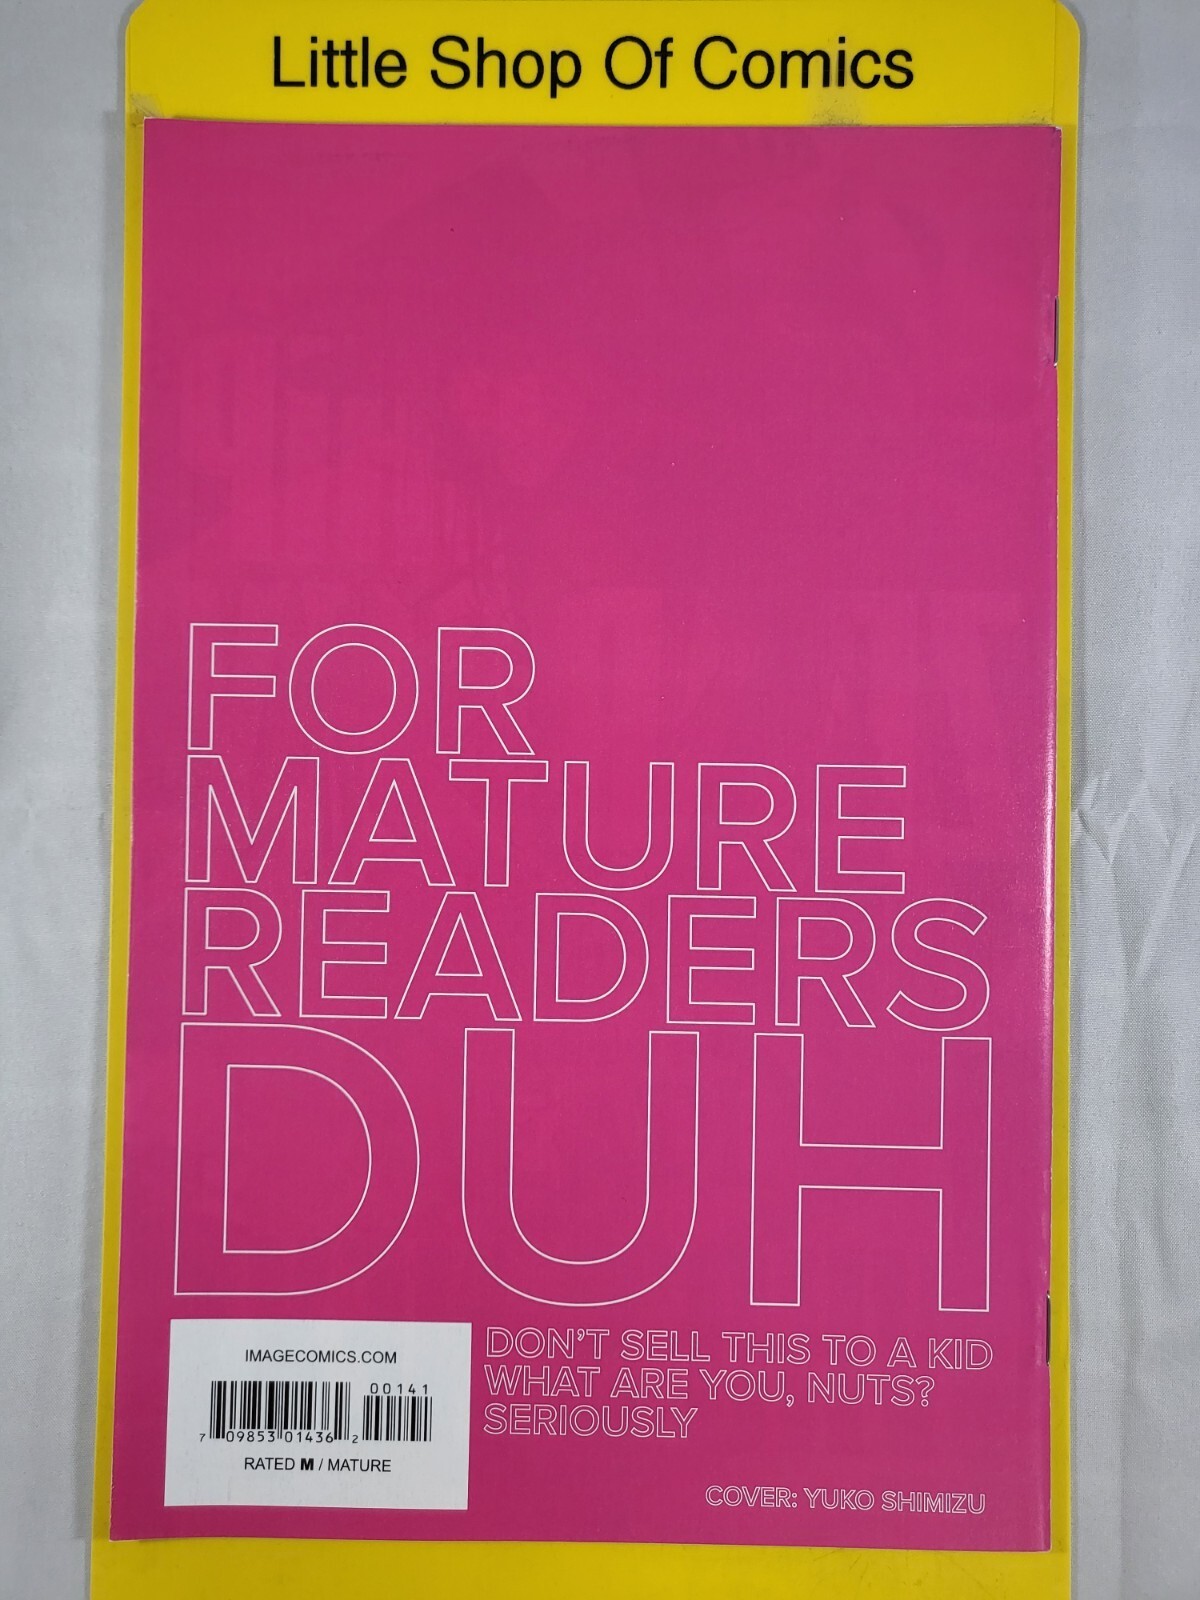 Little Shop Of Comics
FOR
MATURE
READERS
DUH
IMAGECOMICS.COM
00141
7 09853 01436 2
RATED M / MATURE
DON'T SELL THIS TO A KID
WHAT ARE YOU, NUTS?
SERIOUSLY
COVER: YUKO SHIMIZU